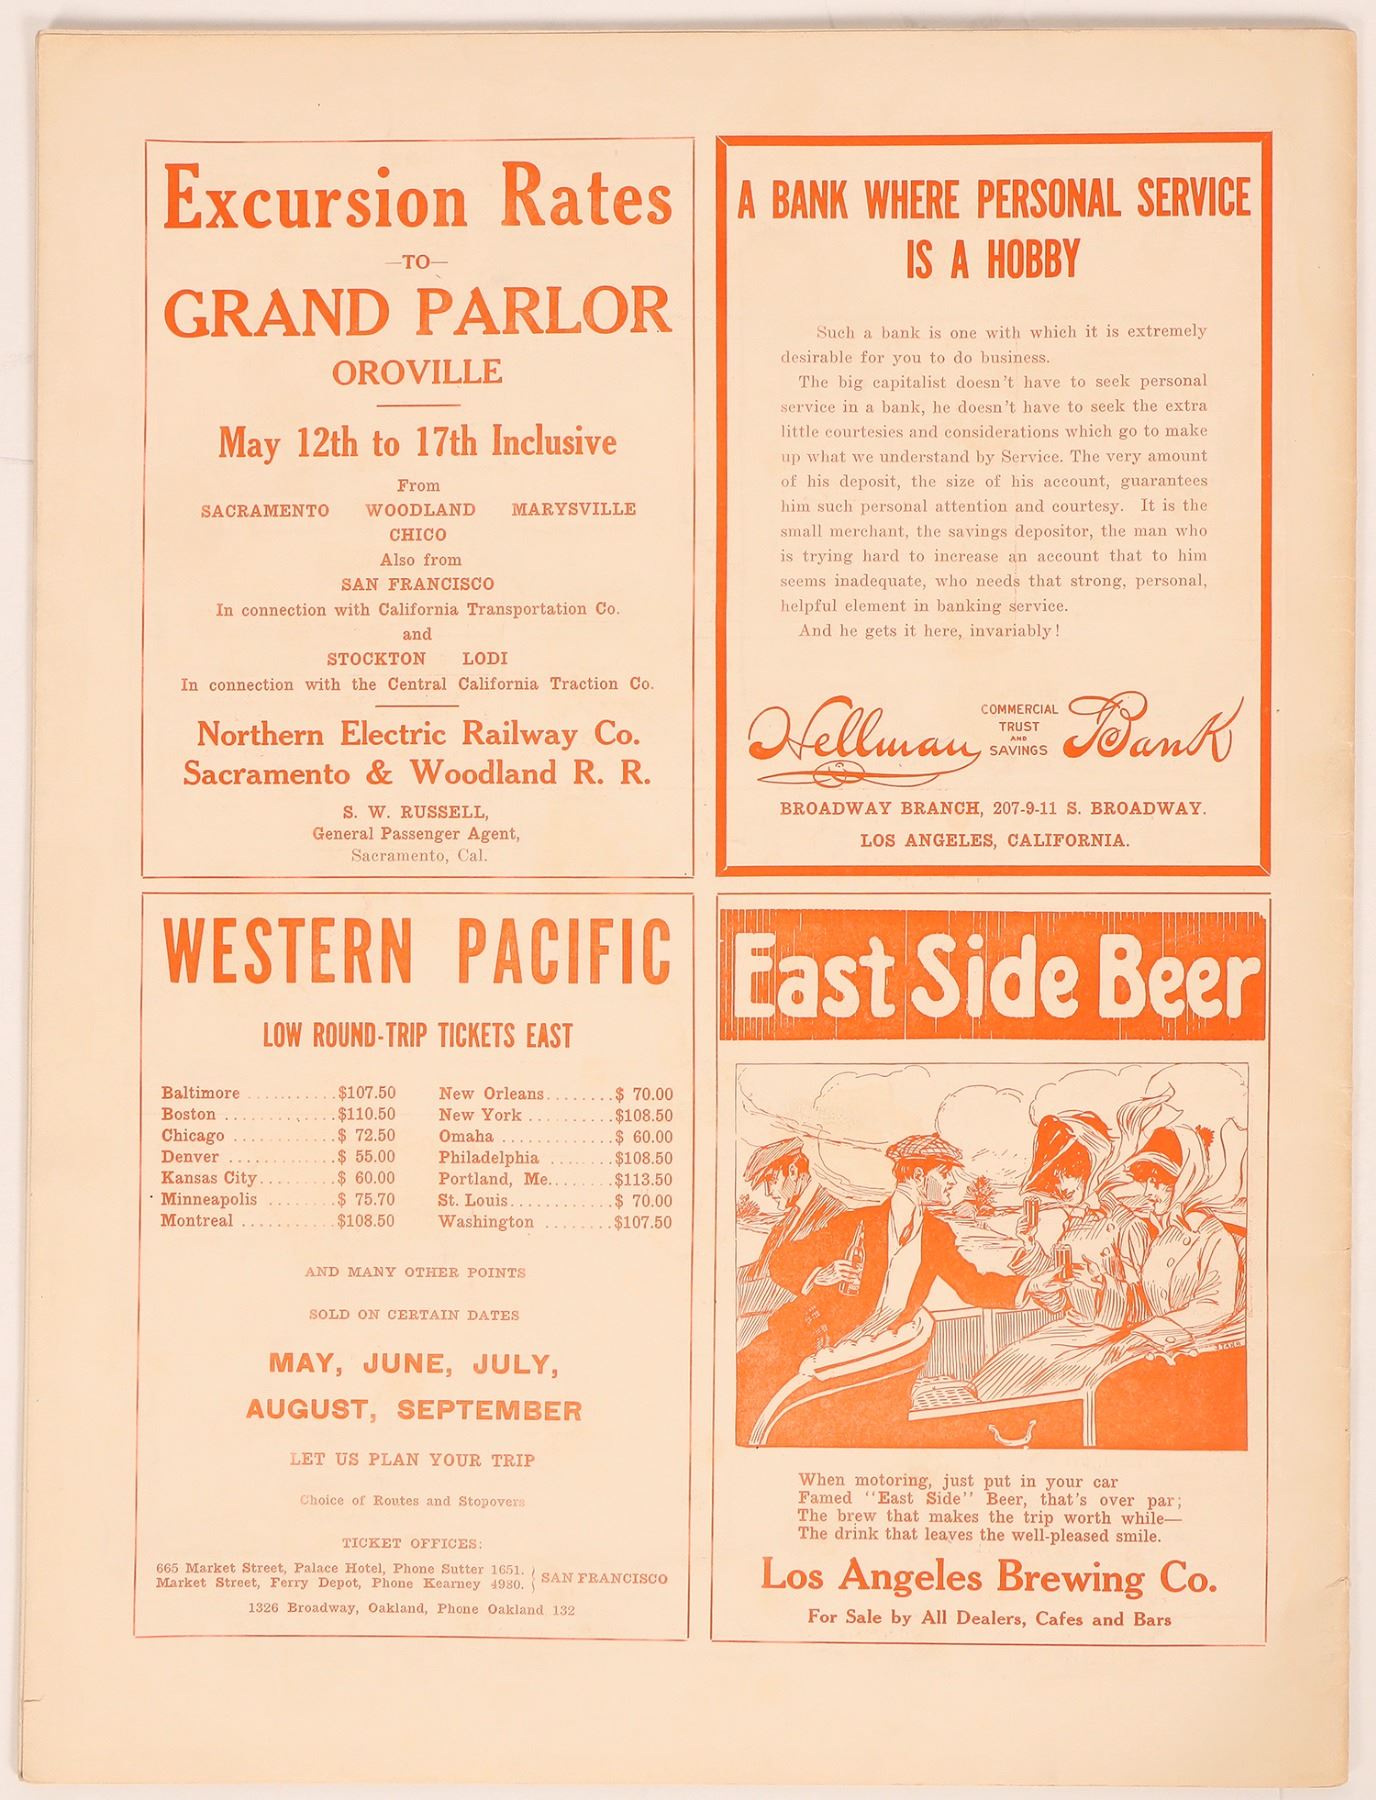 Excursion Rates
—TO—
GRAND PARLOR
OROVILLE
May 12th to 17th Inclusive
From
SACRAMENTO WOODLAND MARYSVILLE
CHICO
Also from
SAN FRANCISCO
In connection with California Transportation Co.
and
STOCKTON LODI
In connection with the Central California Traction Co.
Northern Electric Railway Co.
Sacramento & Woodland R. R.
S. W. RUSSELL,
General Passenger Agent,
Sacramento, Cal.
A BANK WHERE PERSONAL SERVICE
IS A HOBBY
Such a bank is one with which it is extremely
desirable for you to do business.
The big capitalist doesn't have to seek personal
service in a bank, he doesn't have to seek the extra
little courtesies and considerations which go to make
up what we understand by Service. The very amount
of his deposit, the size of his account, guarantees
him such personal attention and courtesy. It is the
small merchant, the savings depositor, the man who
is trying hard to increase an account that to him
seems inadequate, who needs that strong, personal,
helpful element in banking service.
And he gets it here, invariably!
Hellman COMMERCIAL TRUST AND SAVINGS Bank
BROADWAY BRANCH, 207-9-11 S. BROADWAY.
LOS ANGELES, CALIFORNIA.
WESTERN PACIFIC
LOW ROUND-TRIP TICKETS EAST
Baltimore ..........$107.50 New Orleans........$ 70.00
Boston ............$110.50 New York ..........$108.50
Chicago ............$ 72.50 Omaha .............$ 60.00
Denver .............$ 55.00 Philadelphia .......$108.50
Kansas City.........$ 60.00 Portland, Me.......$113.50
Minneapolis ........$ 75.70 St. Louis............$ 70.00
Montreal ...........$108.50 Washington ........$107.50
AND MANY OTHER POINTS
SOLD ON CERTAIN DATES
MAY, JUNE, JULY,
AUGUST, SEPTEMBER
LET US PLAN YOUR TRIP
Choice of Routes and Stopovers
TICKET OFFICES:
665 Market Street, Palace Hotel, Phone Sutter 1651.
Market Street, Ferry Depot, Phone Kearney 4980. } SAN FRANCISCO
1326 Broadway, Oakland, Phone Oakland 132
East Side Beer
When motoring, just put in your car
Famed "East Side" Beer, that's over par;
The brew that makes the trip worth while—
The drink that leaves the well-pleased smile.
Los Angeles Brewing Co.
For Sale by All Dealers, Cafes and Bars